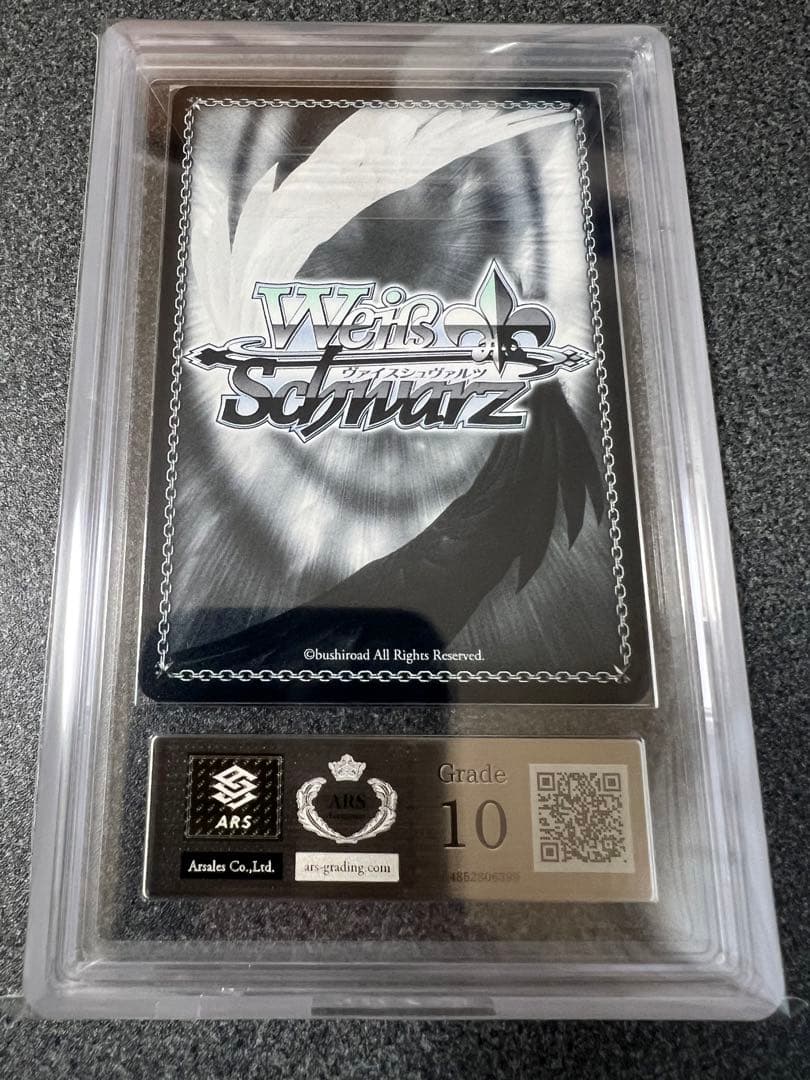 Weiß
ヴァイスシュヴァルツ
Schwarz
©bushiroad All Rights Reserved.
ARS
Arsales Co.,Ltd.
ARS
ars-grading.com
Grade
10